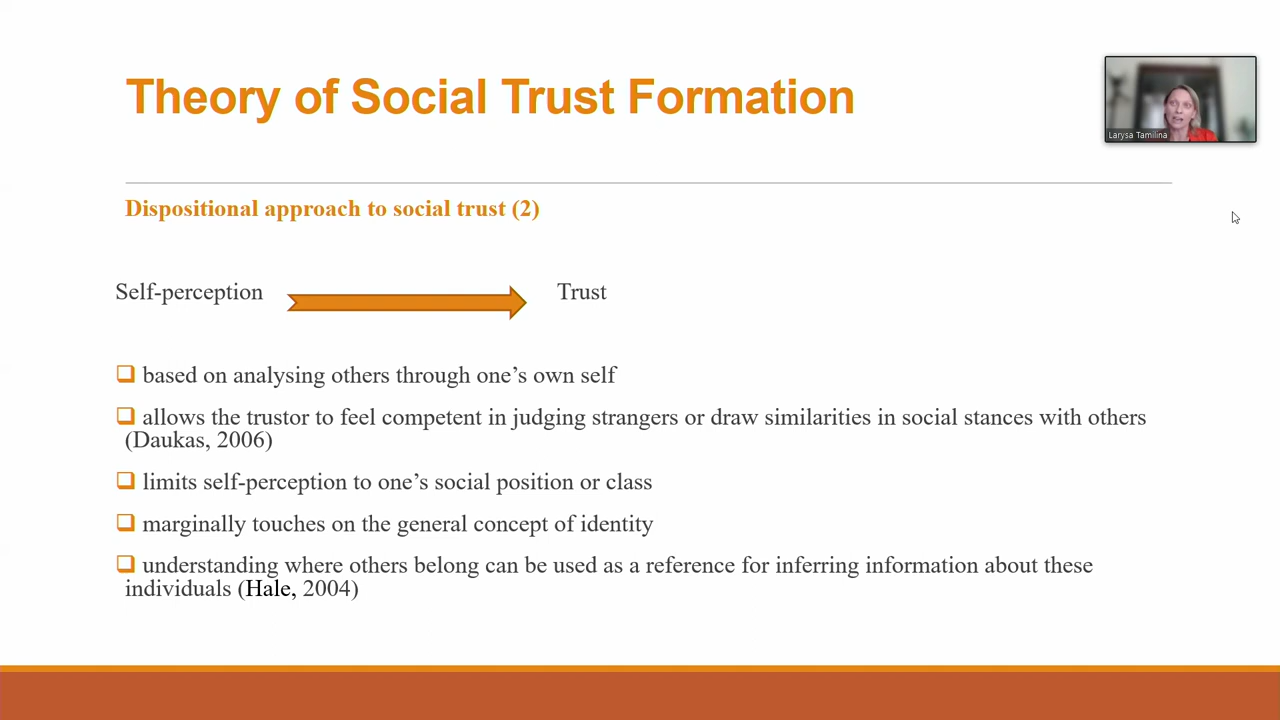 Theory of Social Trust Formation
Larysa Tamilina
Dispositional approach to social trust (2)
Self-perception
Trust
based on analysing others through one’s own self
allows the trustor to feel competent in judging strangers or draw similarities in social stances with others
(Daukas, 2006)
limits self-perception to one’s social position or class
marginally touches on the general concept of identity
understanding where others belong can be used as a reference for inferring information about these
individuals (Hale, 2004)